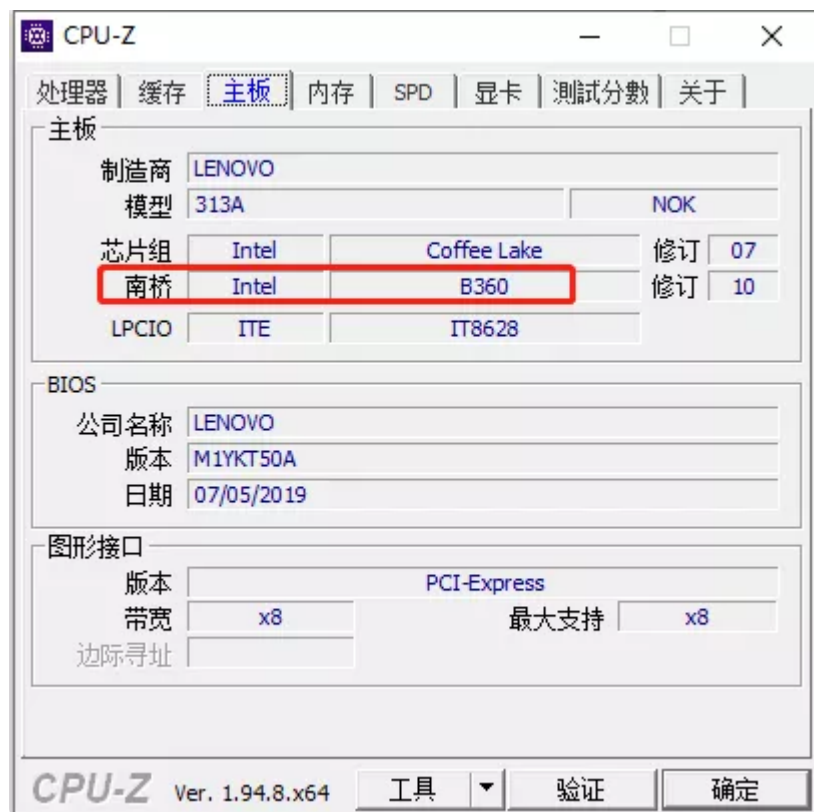 CPU-Z
处理器 缓存 主板 内存 SPD 显卡 測試分數 关于
主板
制造商 LENOVO
模型 313A NOK
芯片组 Intel Coffee Lake 修订 07
南桥 Intel B360 修订 10
LPCIO ITE IT8628
BIOS
公司名称 LENOVO
版本 M1YKT50A
日期 07/05/2019
图形接口
版本 PCI-Express
带宽 x8 最大支持 x8
边际寻址
CPU-Z Ver. 1.94.8.x64 工具 验证 确定